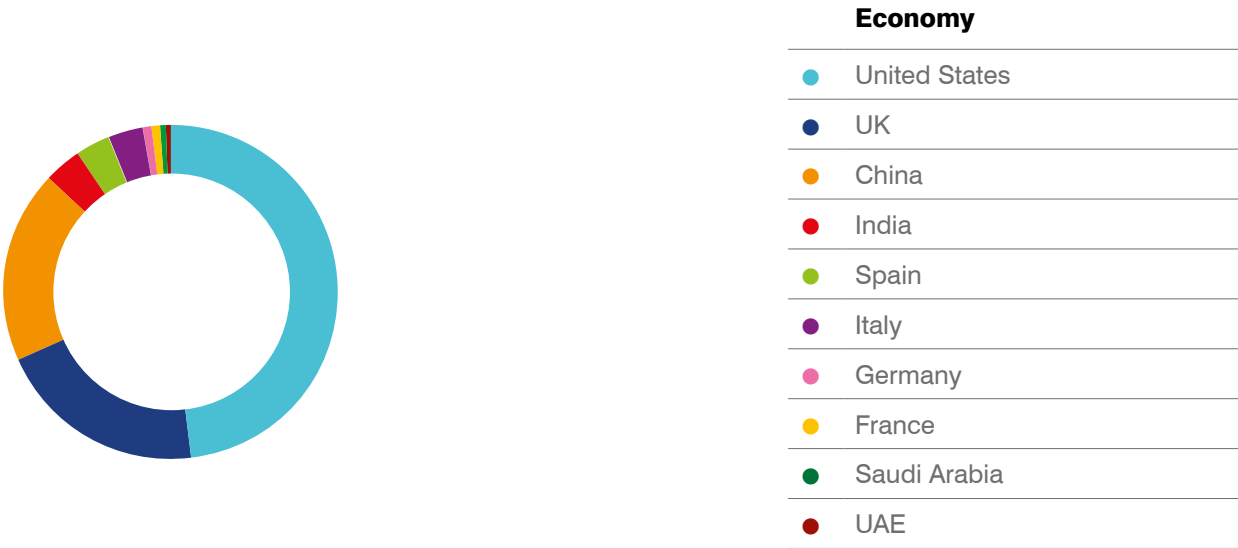 Economy
United States
UK
China
India
Spain
Italy
Germany
France
Saudi Arabia
UAE